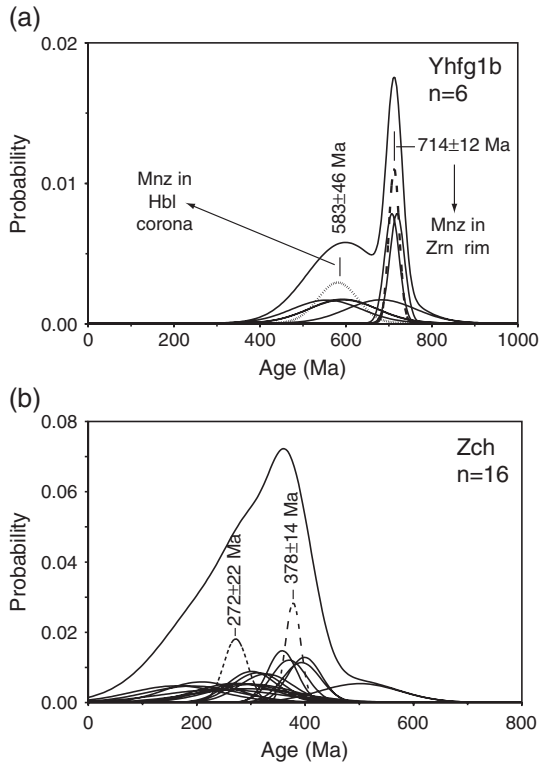 (a)
0.02
0.01
0.00
Probability
0
200
400
600
800
1000
Age (Ma)
Yhfg1b
n=6
Mnz in
Hbl
corona
583±46 Ma
714±12 Ma
Mnz in
Zrn rim
(b)
0.08
0.06
0.04
0.02
0.00
Probability
0
200
400
600
800
Age (Ma)
Zch
n=16
272±22 Ma
378±14 Ma